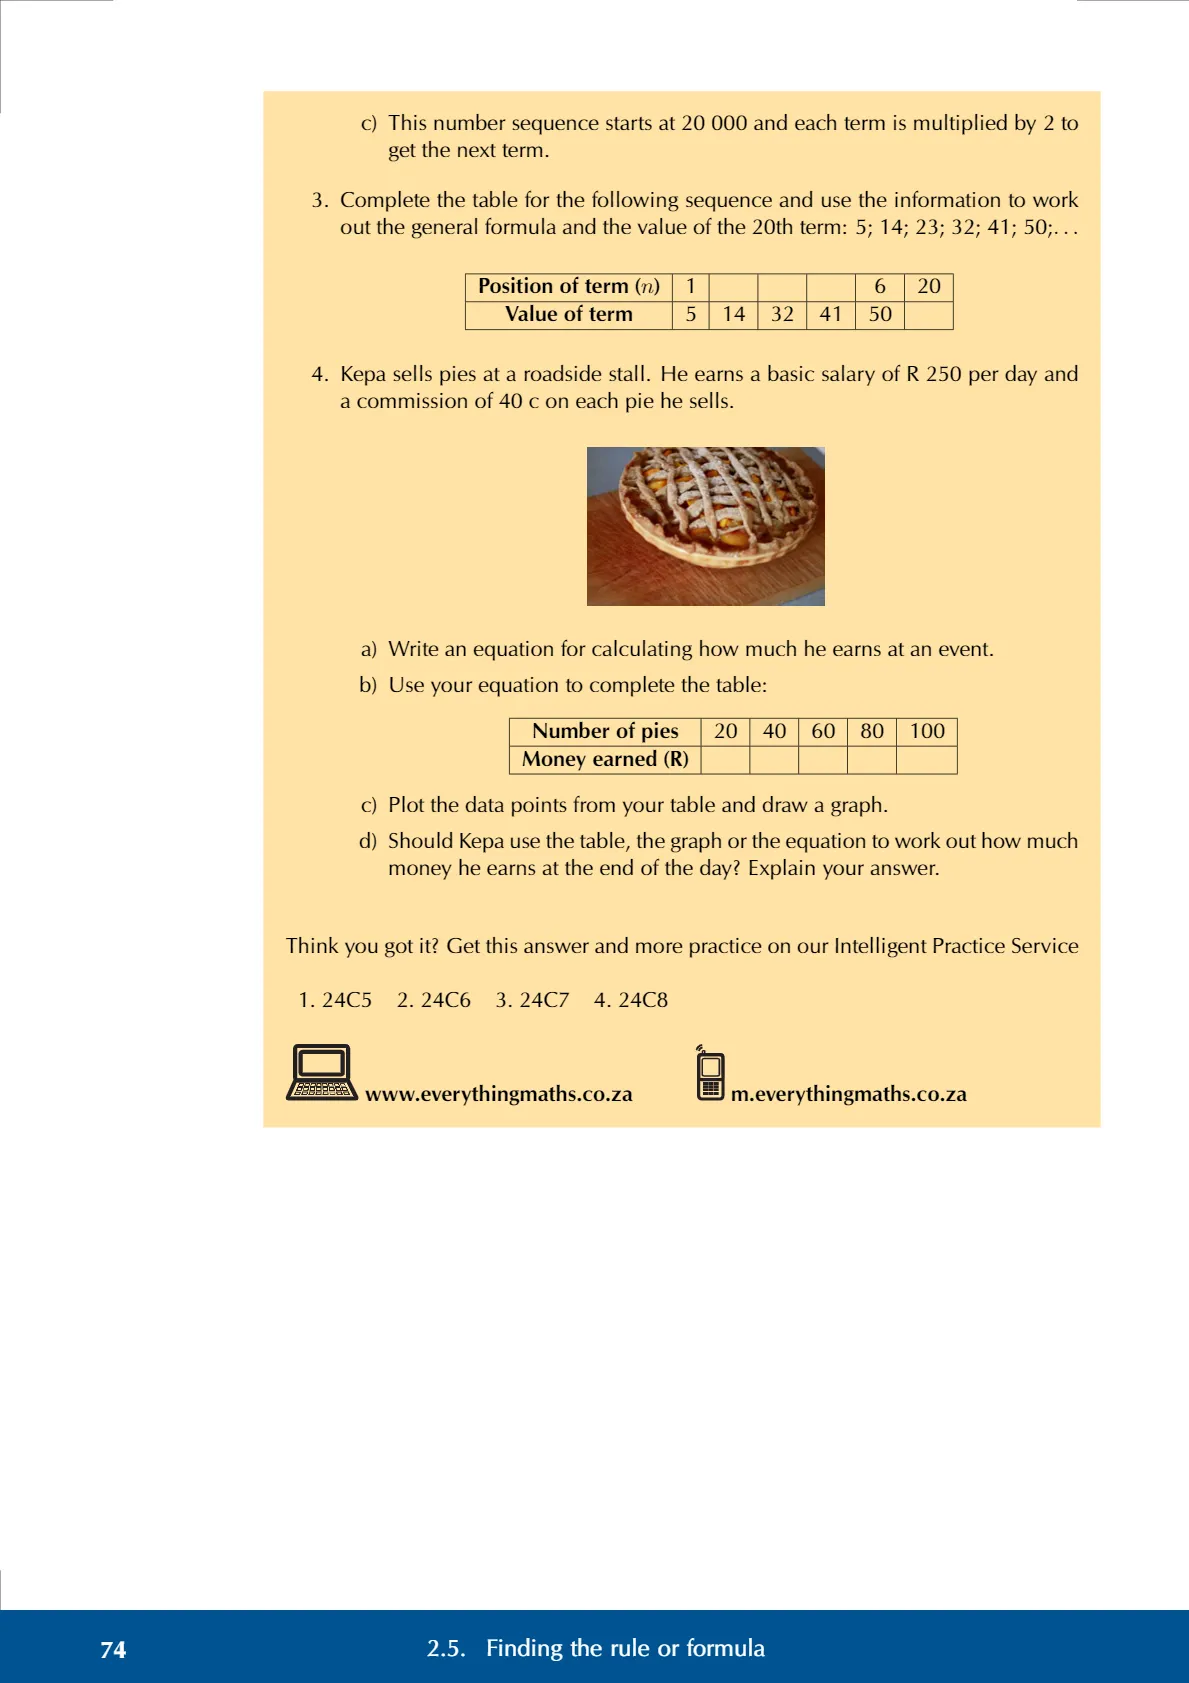 c) This number sequence starts at 20 000 and each term is multiplied by 2 to
get the next term.
3. Complete the table for the following sequence and use the information to work
out the general formula and the value of the 20th term: 5; 14; 23; 32; 41; 50;. . .
Position of term (n) 1 6 20
Value of term 5 14 32 41 50
4. Kepa sells pies at a roadside stall. He earns a basic salary of R 250 per day and
a commission of 40 c on each pie he sells.
a) Write an equation for calculating how much he earns at an event.
b) Use your equation to complete the table:
Number of pies 20 40 60 80 100
Money earned (R)
c) Plot the data points from your table and draw a graph.
d) Should Kepa use the table, the graph or the equation to work out how much
money he earns at the end of the day? Explain your answer.
Think you got it? Get this answer and more practice on our Intelligent Practice Service
1. 24C5 2. 24C6 3. 24C7 4. 24C8
www.everythingmaths.co.za m.everythingmaths.co.za
74 2.5. Finding the rule or formula